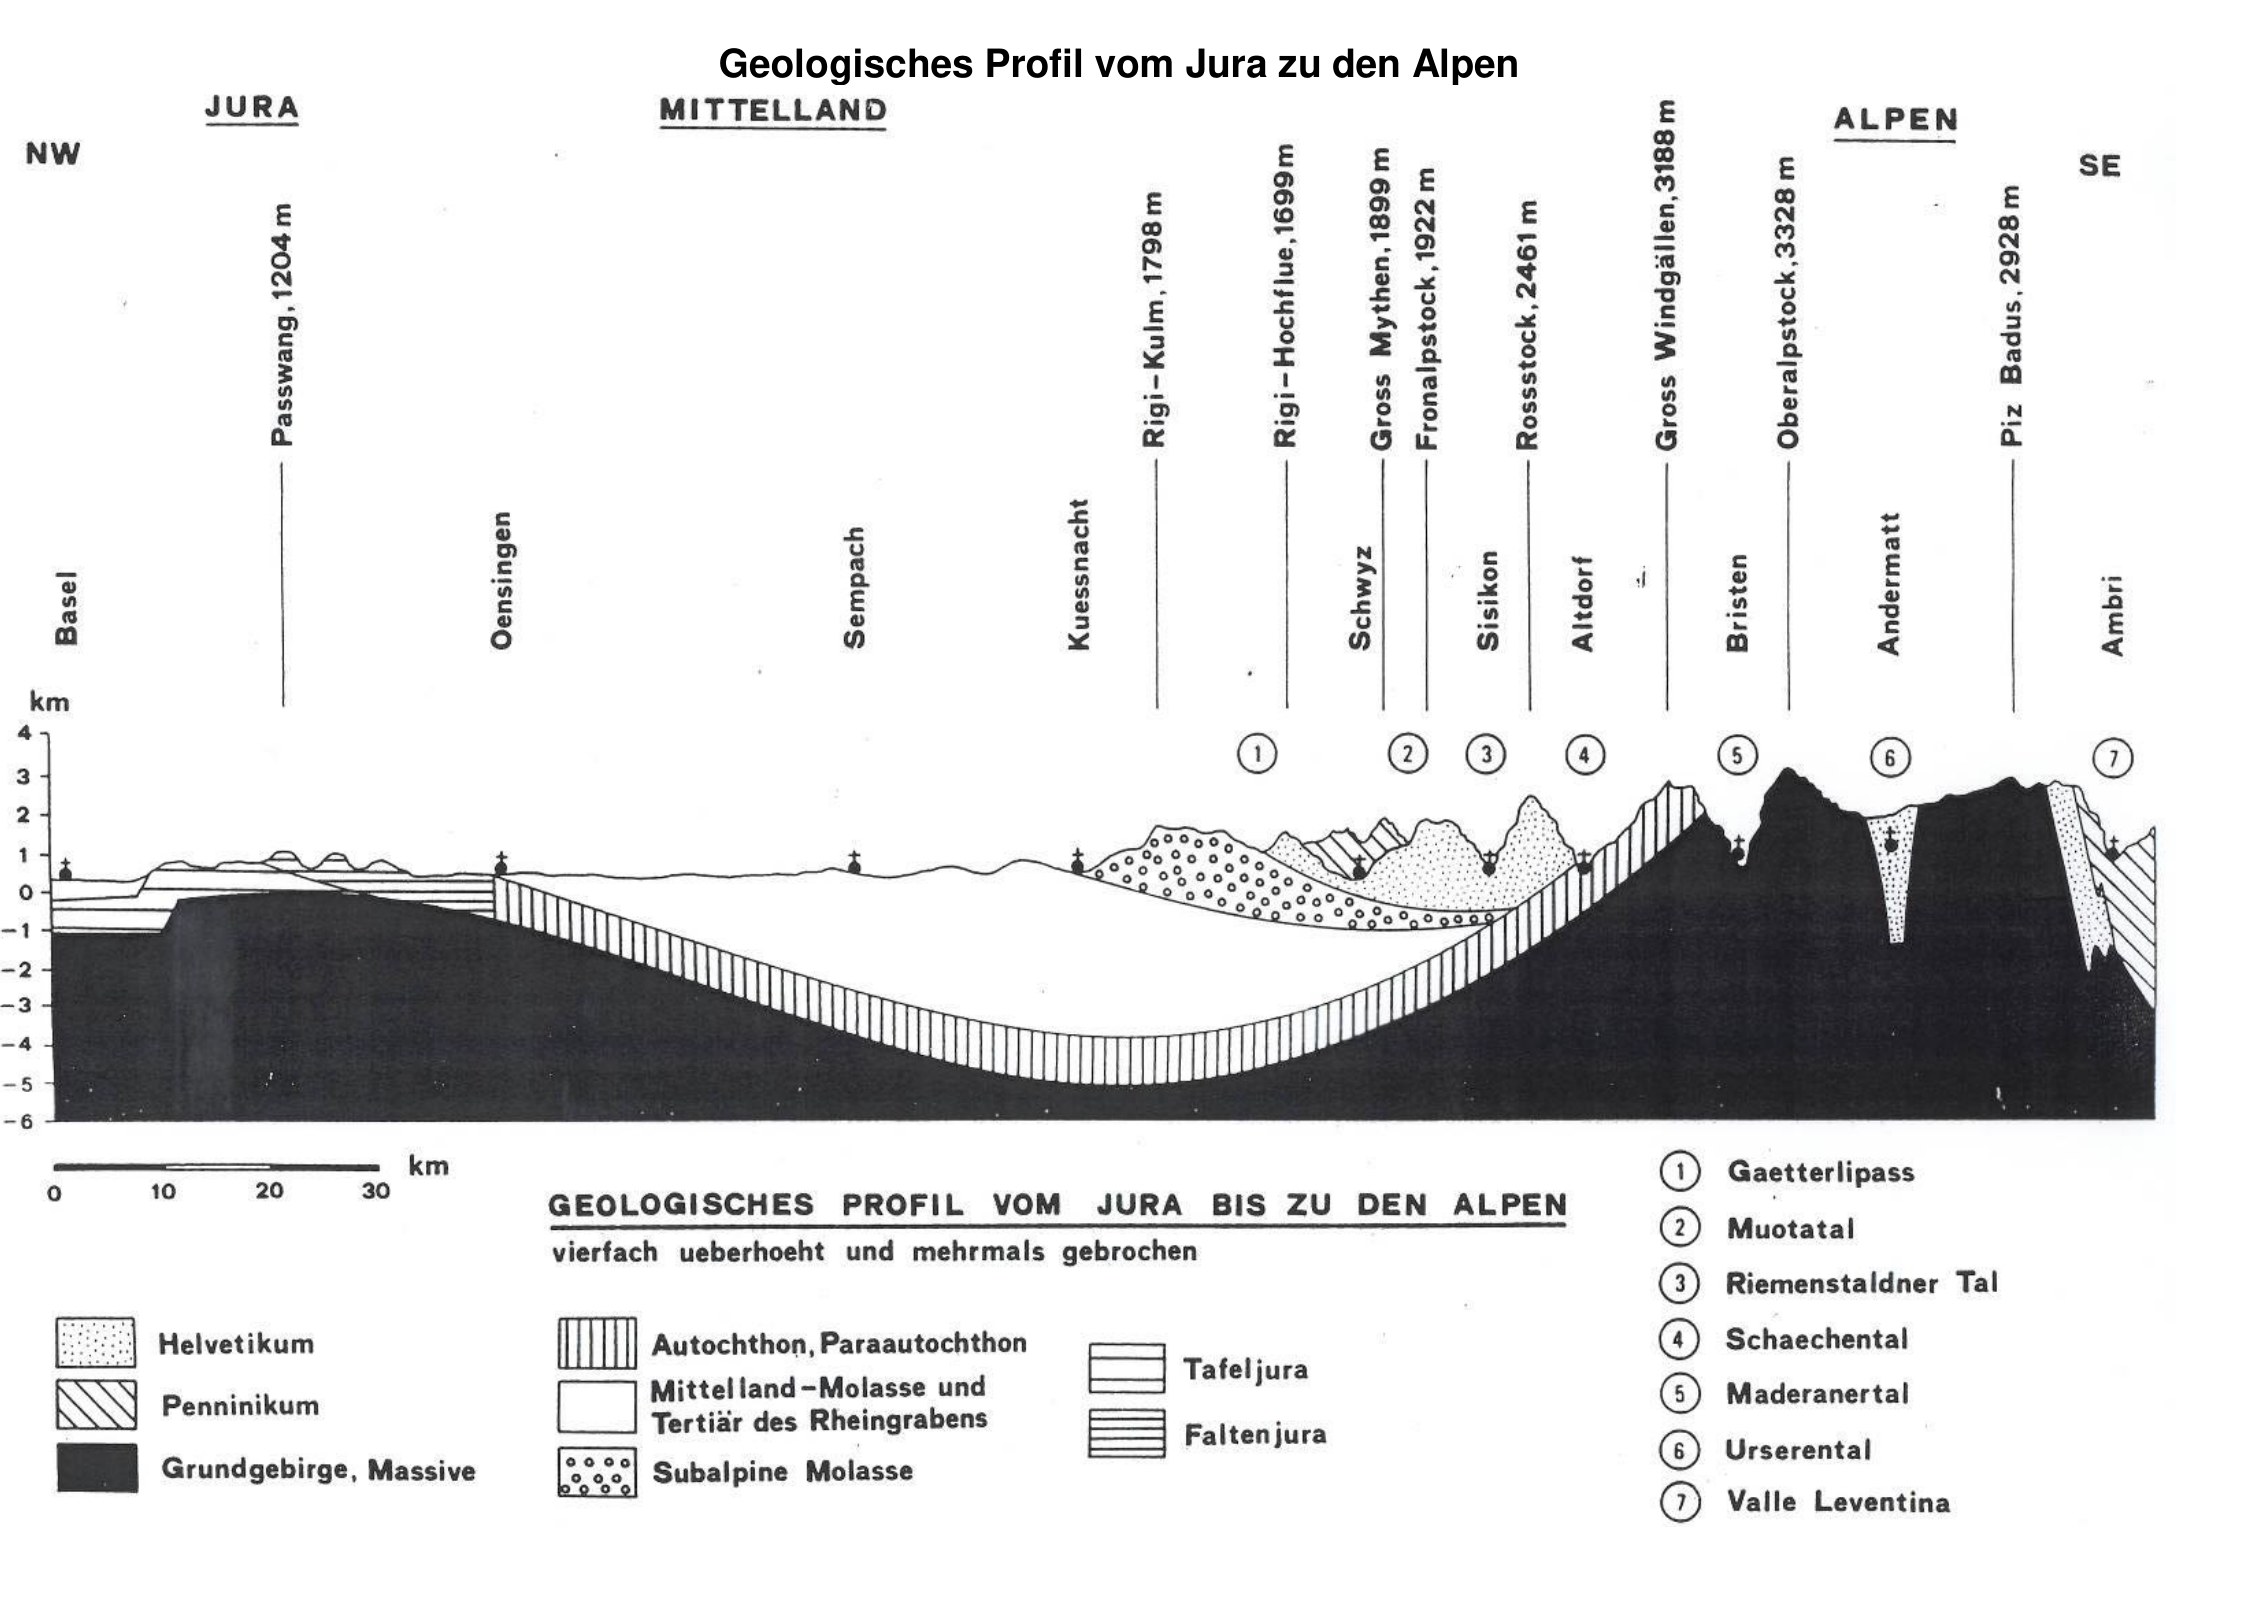 Geologisches Profil vom Jura zu den Alpen
JURA
MITTELLAND
ALPEN
NW
SE
Passwang, 1204 m
Rigi-Kulm, 1798 m
Rigi-Hochflue, 1699 m
Gross Mythen, 1899 m
Fronalpstock, 1922 m
Rossstock, 2461 m
Gross Windgällen, 3188 m
Oberalpstock, 3328 m
Piz Badus, 2928 m
Basel
Oensingen
Sempach
Kuessnacht
Schwyz
Sisikon
Altdorf
Bristen
Andermatt
Ambri
km
4
3
2
1
0
-1
-2
-3
-4
-5
-6
1
2
3
4
5
6
7
km
0 10 20 30
GEOLOGISCHES PROFIL VOM JURA BIS ZU DEN ALPEN
vierfach ueberhoeht und mehrmals gebrochen
Helvetikum
Penninikum
Grundgebirge, Massive
Autochthon, Paraautochthon
Mittelland-Molasse und
Tertiär des Rheingrabens
Subalpine Molasse
Tafeljura
Faltenjura
1 Gaetterlipass
2 Muotatal
3 Riemenstaldner Tal
4 Schaechental
5 Maderanertal
6 Urserental
7 Valle Leventina